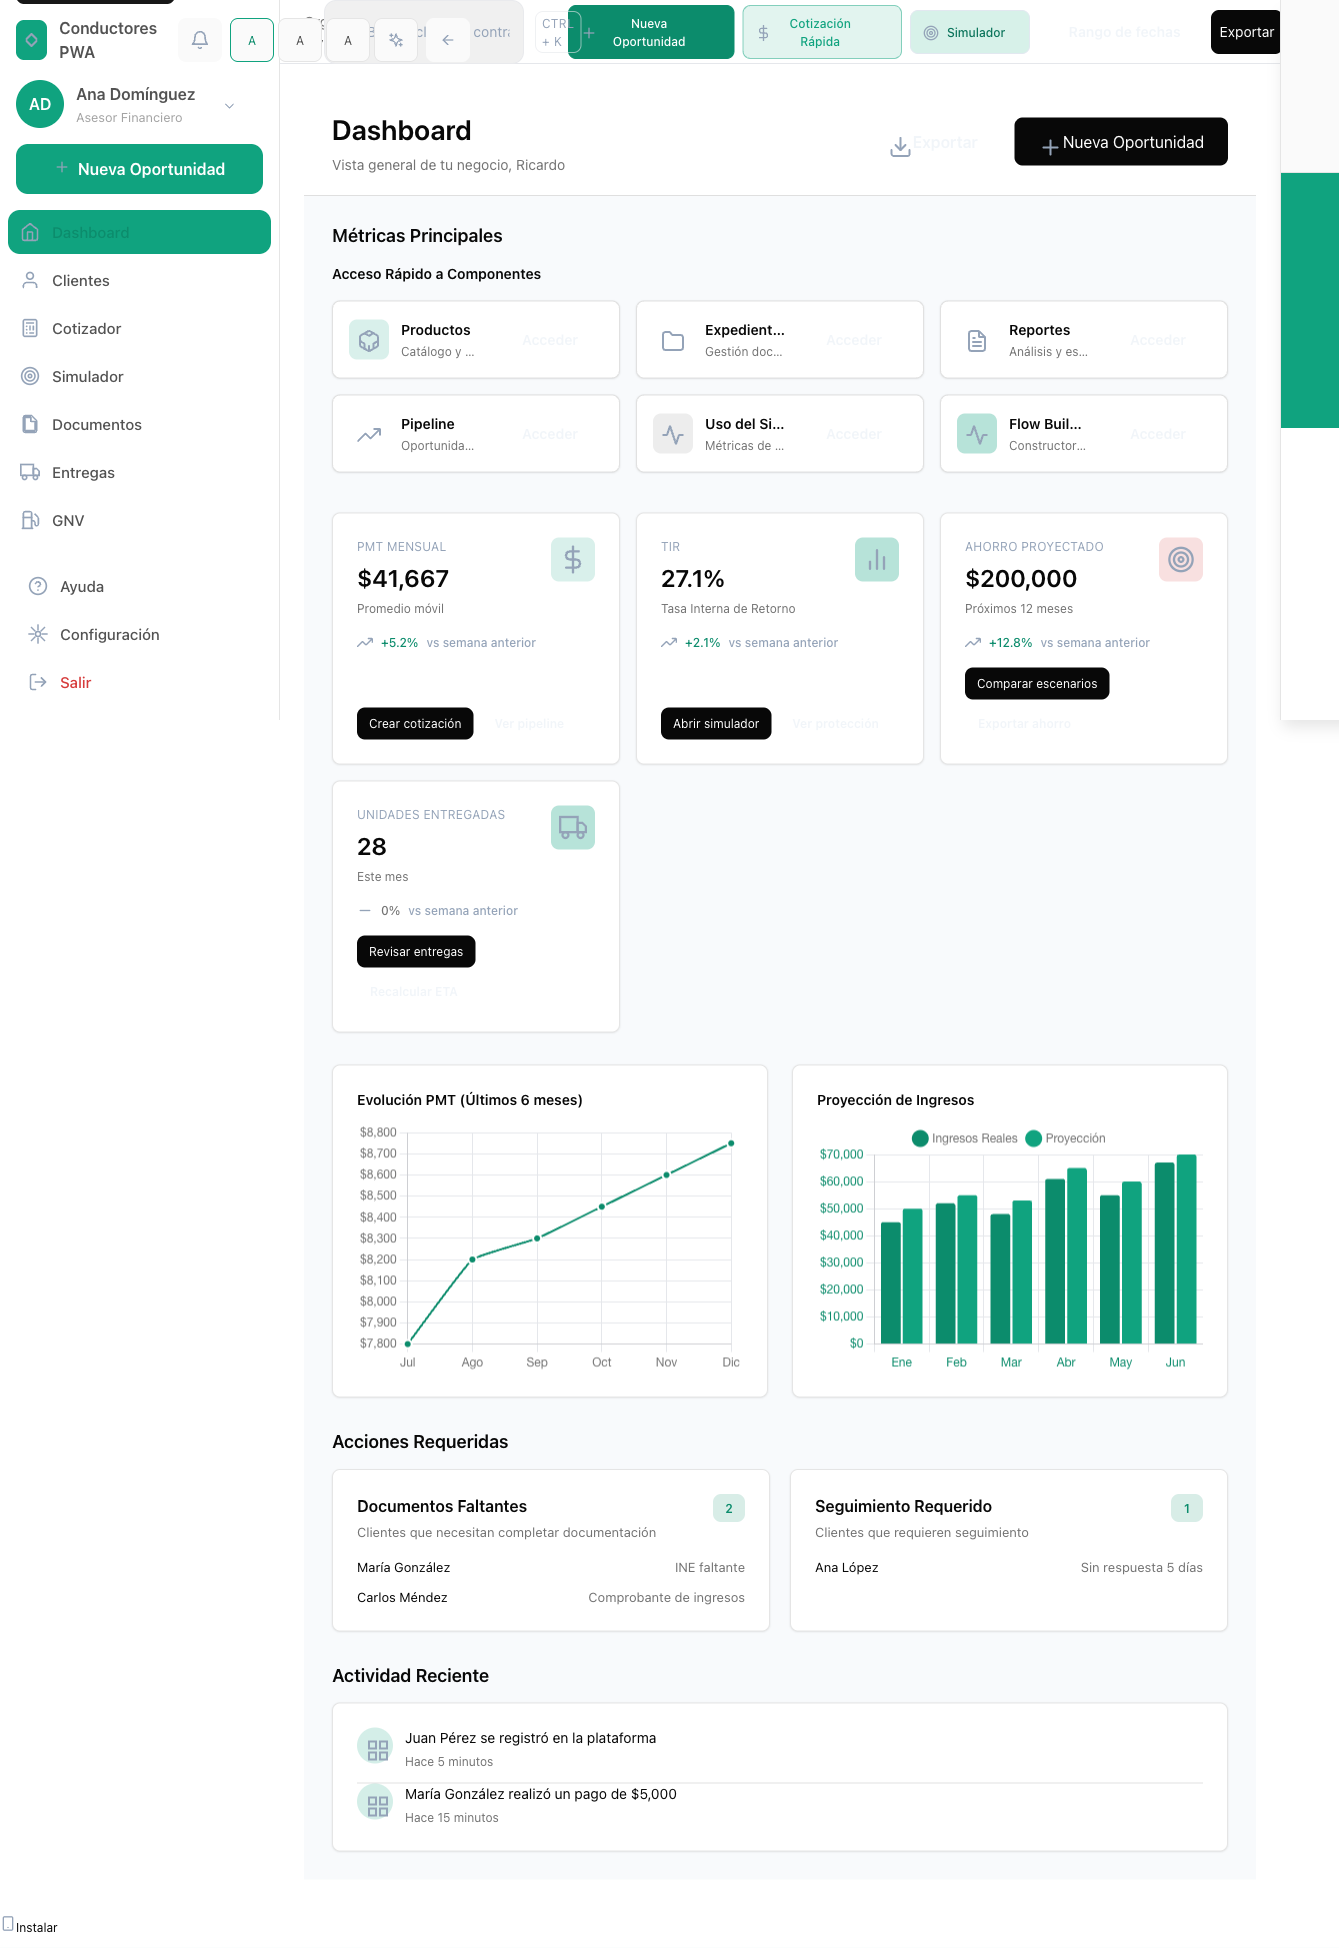 Conductores
PWA
A
A
A
CTRL
+ K
Nueva
Oportunidad
Cotización
Rápida
Simulador
Rango de fechas
Exportar
AD
Ana Domínguez
Asesor Financiero
Nueva Oportunidad
Dashboard
Clientes
Cotizador
Simulador
Documentos
Entregas
GNV
Ayuda
Configuración
Salir
Dashboard
Vista general de tu negocio, Ricardo
Exportar
Nueva Oportunidad
Métricas Principales
Acceso Rápido a Componentes
Productos
Catálogo y ...
Acceder
Expedient...
Gestión doc...
Acceder
Reportes
Análisis y es...
Acceder
Pipeline
Oportunida...
Acceder
Uso del Si...
Métricas de ...
Acceder
Flow Buil...
Constructor...
Acceder
PMT MENSUAL
$41,667
Promedio móvil
+5.2% vs semana anterior
Crear cotización Ver pipeline
TIR
27.1%
Tasa Interna de Retorno
+2.1% vs semana anterior
Abrir simulador Ver protección
AHORRO PROYECTADO
$200,000
Próximos 12 meses
+12.8% vs semana anterior
Comparar escenarios
Exportar ahorro
UNIDADES ENTREGADAS
28
Este mes
0% vs semana anterior
Revisar entregas
Recalcular ETA
Evolución PMT (Últimos 6 meses)
$8,800
$8,700
$8,600
$8,500
$8,400
$8,300
$8,200
$8,100
$8,000
$7,900
$7,800
Jul Ago Sep Oct Nov Dic
Proyección de Ingresos
Ingresos Reales Proyección
$70,000
$60,000
$50,000
$40,000
$30,000
$20,000
$10,000
$0
Ene Feb Mar Abr May Jun
Acciones Requeridas
Documentos Faltantes 2
Clientes que necesitan completar documentación
María González INE faltante
Carlos Méndez Comprobante de ingresos
Seguimiento Requerido 1
Clientes que requieren seguimiento
Ana López Sin respuesta 5 días
Actividad Reciente
Juan Pérez se registró en la plataforma
Hace 5 minutos
María González realizó un pago de $5,000
Hace 15 minutos
Instalar